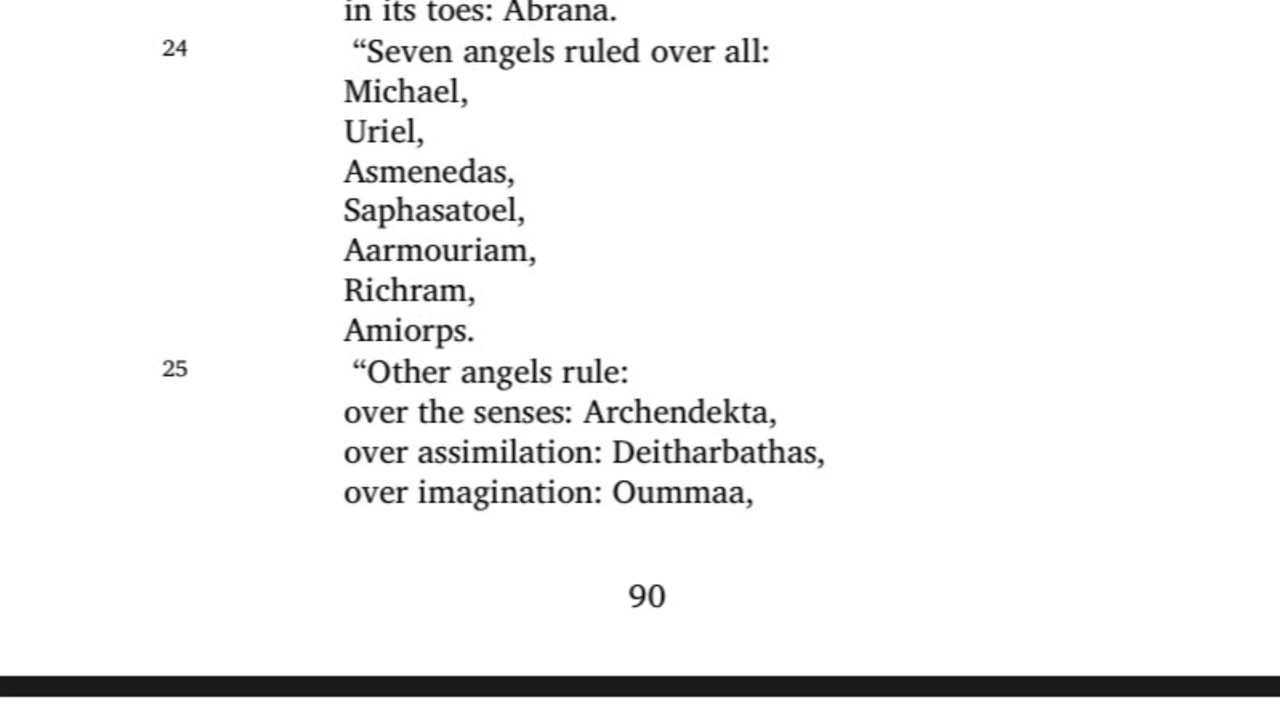 in its toes: Abrana.
24 “Seven angels ruled over all:
Michael,
Uriel,
Asmenedas,
Saphasatoel,
Aarmouriam,
Richram,
Amiorps.
25 “Other angels rule:
over the senses: Archendekta,
over assimilation: Deitharbathas,
over imagination: Oummaa,
90